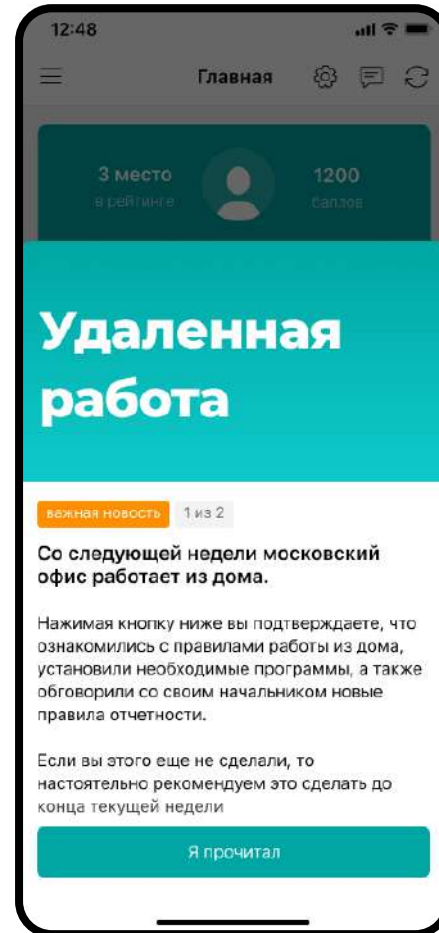 12:48
Главная
3 место
1200
в рейтинге
баллов
Удаленная
работа
важная новость
1 из 2
Со следующей недели московский
офис работает из дома.
Нажимая кнопку ниже вы подтверждаете, что
ознакомились с правилами работы из дома,
установили необходимые программы, а также
обговорили со своим начальником новые
правила отчетности.
Если вы этого еще не сделали, то
настоятельно рекомендуем это сделать до
конца текущей недели
Я прочитал